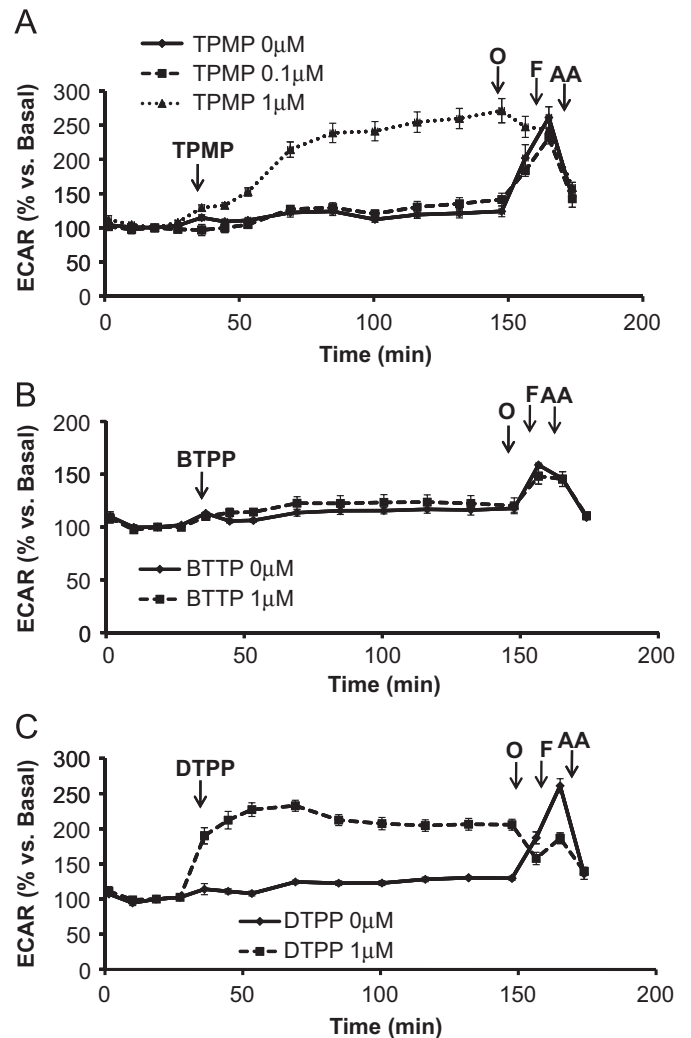 A
TPMP 0µM
TPMP 0.1µM
TPMP 1µM
O
F
AA
TPMP
ECAR (% vs. Basal)
300
250
200
150
100
50
0
0 50 100 150 200
Time (min)
B
O
F
AA
BTPP
ECAR (% vs. Basal)
200
150
100
50
0
BTTP 0µM
BTTP 1µM
0 50 100 150 200
Time (min)
C
O
F
AA
DTPP
ECAR (% vs. Basal)
300
250
200
150
100
50
0
DTPP 0µM
DTPP 1µM
0 50 100 150 200
Time (min)